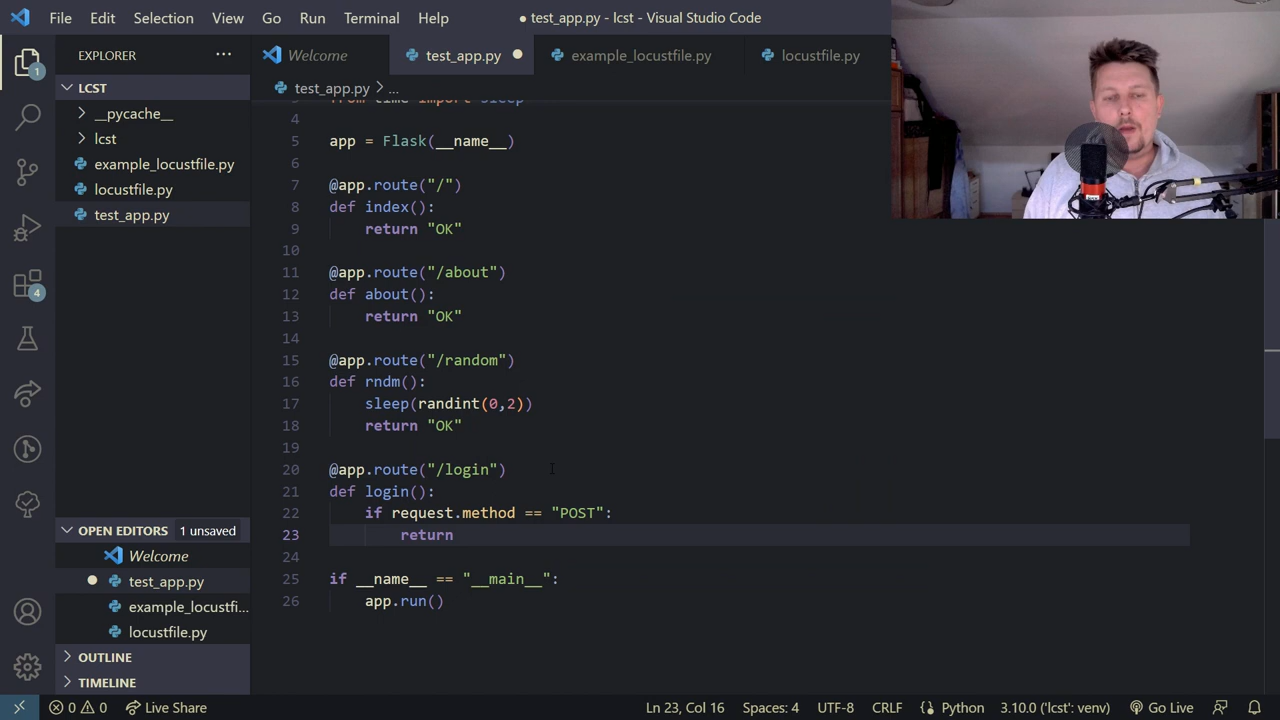 File Edit Selection View Go Run Terminal Help
● test_app.py - lcst - Visual Studio Code
EXPLORER ...
Welcome
test_app.py
example_locustfile.py
locustfile.py
test_app.py > ...
LCST
__pycache__
lcst
example_locustfile.py
locustfile.py
test_app.py
1
4
from time import sleep
4
5 app = Flask(__name__)
6
7 @app.route("/")
8 def index():
9 return "OK"
10
11 @app.route("/about")
12 def about():
13 return "OK"
14
15 @app.route("/random")
16 def rndm():
17 sleep(randint(0,2))
18 return "OK"
19
20 @app.route("/login")
21 def login():
22 if request.method == "POST":
23 return
24
25 if __name__ == "__main__":
26 app.run()
OPEN EDITORS 1 unsaved
Welcome
test_app.py
example_locustfi...
locustfile.py
OUTLINE
TIMELINE
0 0 Live Share
Ln 23, Col 16 Spaces: 4 UTF-8 CRLF Python 3.10.0 ('lcst': venv) Go Live